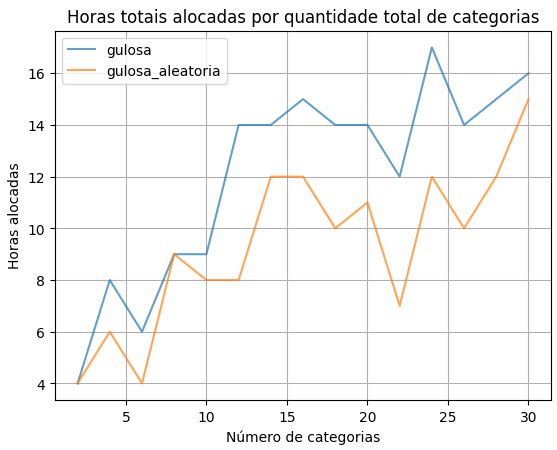 Horas totais alocadas por quantidade total de categorias
gulosa
gulosa_aleatoria
Horas alocadas
16
14
12
10
8
6
4
5
10
15
20
25
30
Número de categorias